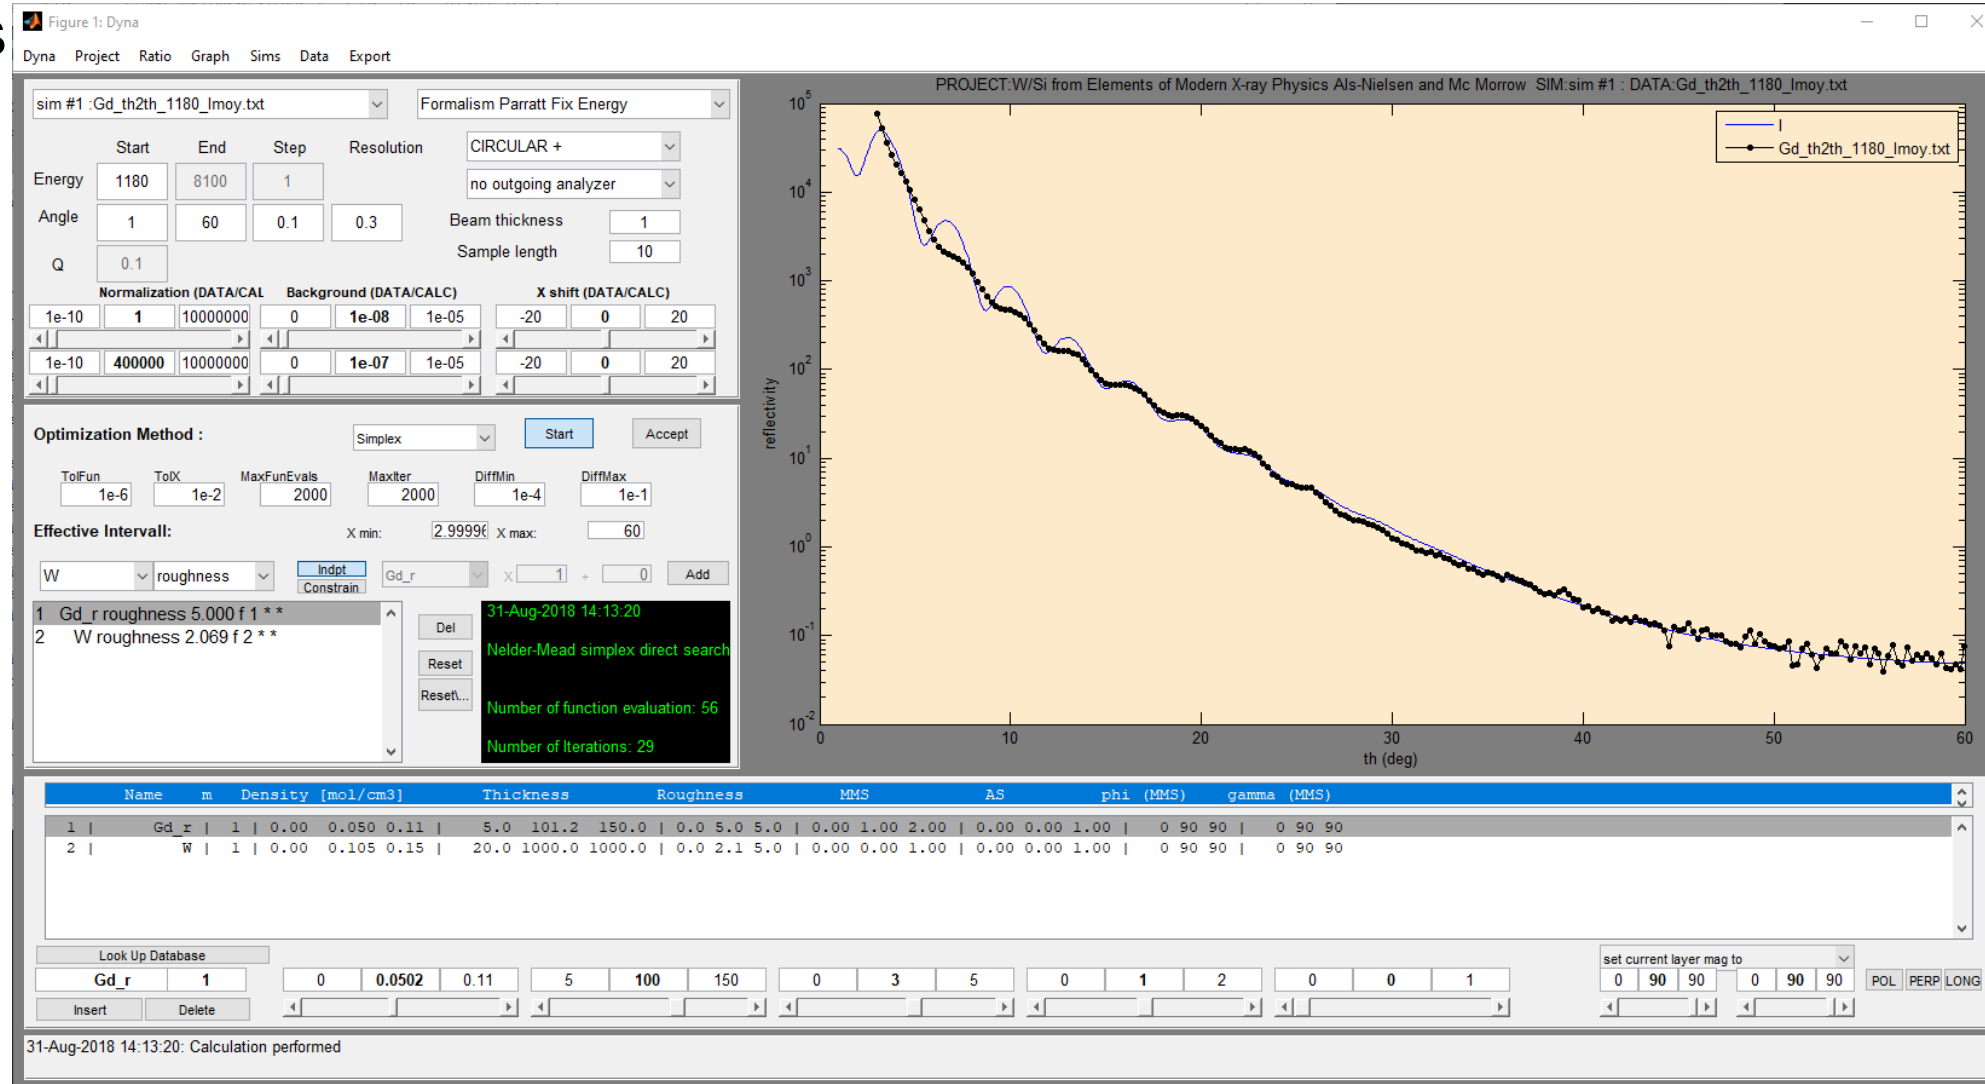 S
Figure 1: Dyna
Dyna Project Ratio Graph Sims Data Export
sim #1 :Gd_th2th_1180_Imoy.txt Formalism Parratt Fix Energy
Start End Step Resolution CIRCULAR +
Energy 1180 8100 1 no outgoing analyzer
Angle 1 60 0.1 0.3 Beam thickness 1
Sample length 10
Q 0.1
Normalization (DATA/CAL Background (DATA/CALC) X shift (DATA/CALC)
1e-10 1 10000000 0 1e-08 1e-05 -20 0 20
1e-10 400000 10000000 0 1e-07 1e-05 -20 0 20
Optimization Method : Simplex Start Accept
TolFun TolX MaxFunEvals MaxIter DiffMin DiffMax
1e-6 1e-2 2000 2000 1e-4 1e-1
Effective Intervall: X min: 2.99996 X max: 60
W roughness Indpt Gd_r X 1 + 0 Add
Constrain
1 Gd_r roughness 5.000 f 1 * *
2 W roughness 2.069 f 2 * *
Del
Reset
Reset\...
31-Aug-2018 14:13:20
Nelder-Mead simplex direct search
Number of function evaluation: 56
Number of Iterations: 29
PROJECT:W/Si from Elements of Modern X-ray Physics Als-Nielsen and Mc Morrow SIM:sim #1 : DATA:Gd_th2th_1180_Imoy.txt
I
Gd_th2th_1180_Imoy.txt
10^5
10^4
10^3
10^2
10^1
10^0
10^-1
10^-2
reflectivity
0 10 20 30 40 50 60
th (deg)
Name m Density [mol/cm3] Thickness Roughness MMS AS phi (MMS) gamma (MMS)
1 | Gd_r | 1 | 0.00 0.050 0.11 | 5.0 101.2 150.0 | 0.0 5.0 5.0 | 0.00 1.00 2.00 | 0.00 0.00 1.00 | 0 90 90 | 0 90 90
2 | W | 1 | 0.00 0.105 0.15 | 20.0 1000.0 1000.0 | 0.0 2.1 5.0 | 0.00 0.00 1.00 | 0.00 0.00 1.00 | 0 90 90 | 0 90 90
Look Up Database set current layer mag to
Gd_r 1 0 0.0502 0.11 5 100 150 0 3 5 0 1 2 0 0 1 0 90 90 0 90 90 POL PERP LONG
Insert Delete
31-Aug-2018 14:13:20: Calculation performed